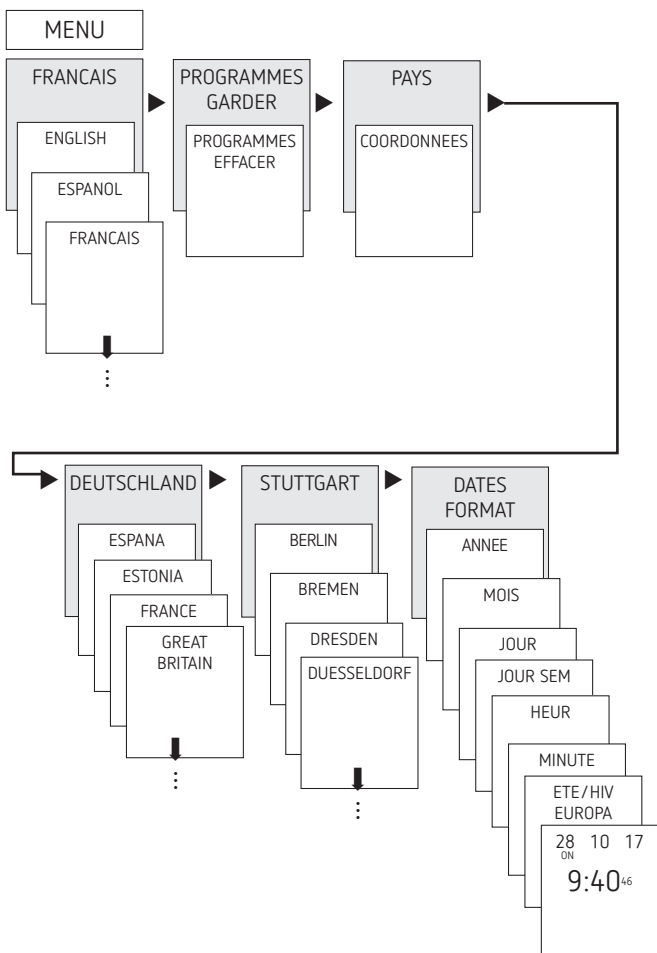 MENU
FRANCAIS
ENGLISH
ESPANOL
FRANCAIS
⋮
PROGRAMMES
GARDER
PROGRAMMES
EFFACER
PAYS
COORDONNEES
DEUTSCHLAND
ESPANA
ESTONIA
FRANCE
GREAT
BRITAIN
⋮
STUTTGART
BERLIN
BREMEN
DRESDEN
DUESSELDORF
⋮
DATES
FORMAT
ANNEE
MOIS
JOUR
JOUR SEM
HEUR
MINUTE
ETE/HIV
EUROPA
28 10 17
ON
9:40 46